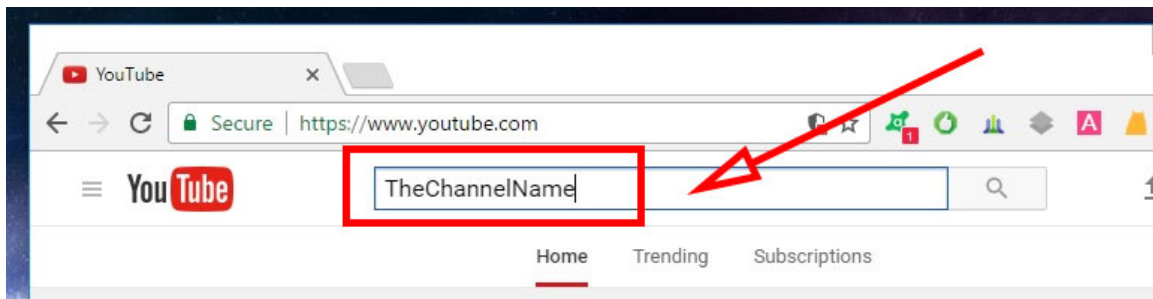 YouTube
Secure | https://www.youtube.com
1
A
YouTube
TheChannelName
Home Trending Subscriptions